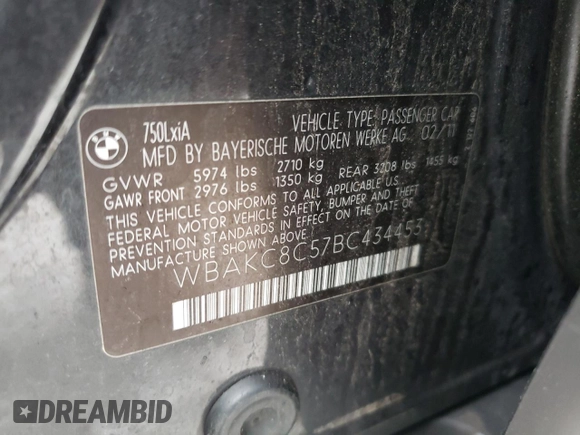 BMW
750LxiA
VEHICLE TYPE: PASSENGER CAR
MFD BY BAYERISCHE MOTOREN WERKE AG 02/11
GVWR 5974 lbs 2710 kg
GAWR FRONT 2976 lbs 1350 kg REAR 3208 lbs 1455 kg
THIS VEHICLE CONFORMS TO ALL APPLICABLE
FEDERAL MOTOR VEHICLE SAFETY, BUMPER AND THEFT
PREVENTION STANDARDS IN EFFECT ON THE DATE OF
MANUFACTURE SHOWN ABOVE!
WBAKC8C57BC434455
DREAMBID